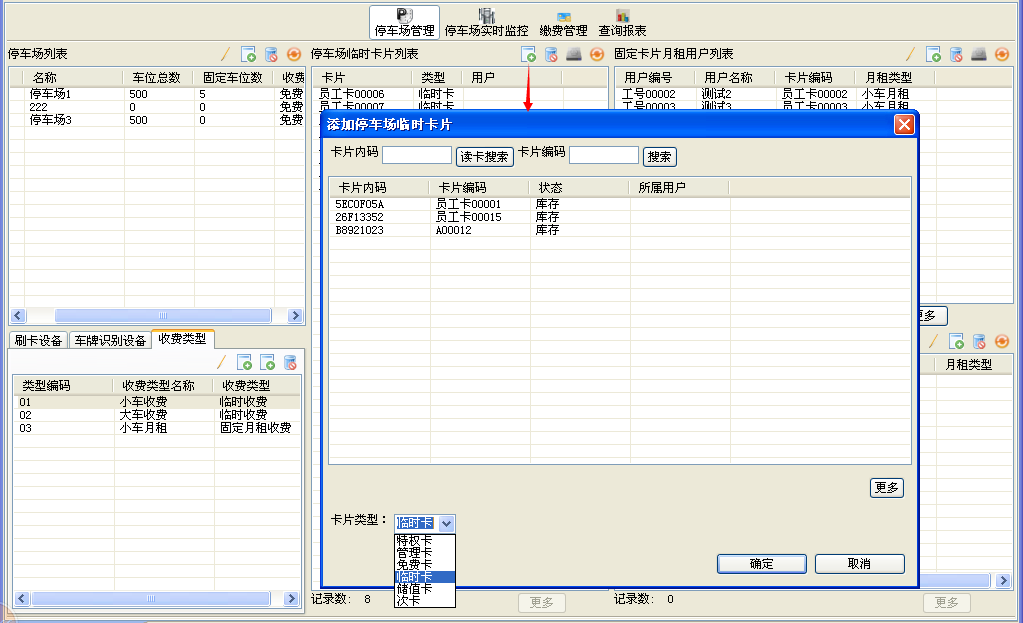 停车场管理 停车场实时监控 缴费管理 查询报表
停车场列表
名称 车位总数 固定车位数 收费
停车场1 500 5 免费
222 0 0 免费
停车场3 500 0 免费
刷卡设备 车牌识别设备 收费类型
类型编码 收费类型名称 收费类型
01 小车收费 临时收费
02 大车收费 临时收费
03 小车月租 固定月租收费
停车场临时卡片列表
卡片 类型 用户
员工卡00006 临时卡
员工卡00007 临时卡
固定卡片月租用户列表
用户编号 用户名称 卡片编码 月租类型
工号00002 测试2 员工卡00002 小车月租
工号00003 测试3 员工卡00003 小车月租
添加停车场临时卡片
卡片内码 读卡搜索 卡片编码 搜索
卡片内码 卡片编码 状态 所属用户
5EC0F05A 员工卡00001 库存
26F13352 员工卡00015 库存
B8921023 A00012 库存
更多
卡片类型: 临时卡
特权卡
管理卡
免费卡
临时卡
储值卡
次卡
确定 取消
更多
月租类型
记录数: 8 更多
记录数: 0 更多